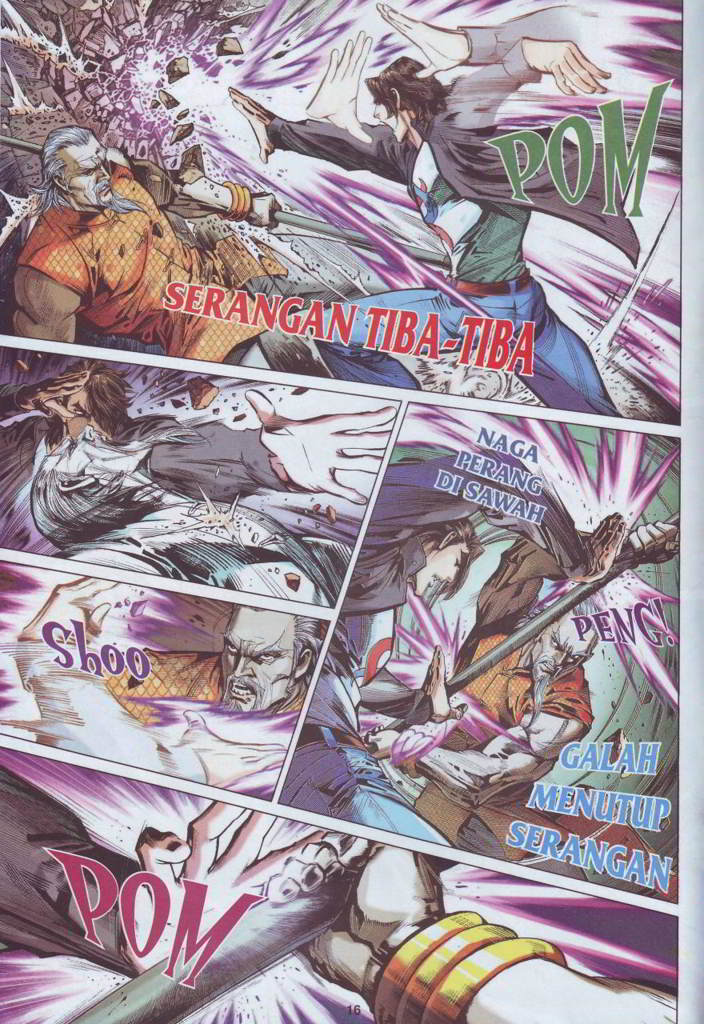 POM
SERANGAN TIBA-TIBA
NAGA
PERANG
DI SAWAH
PENG!
Shoo
GALAH
MENUTUP
SERANGAN
POM
16